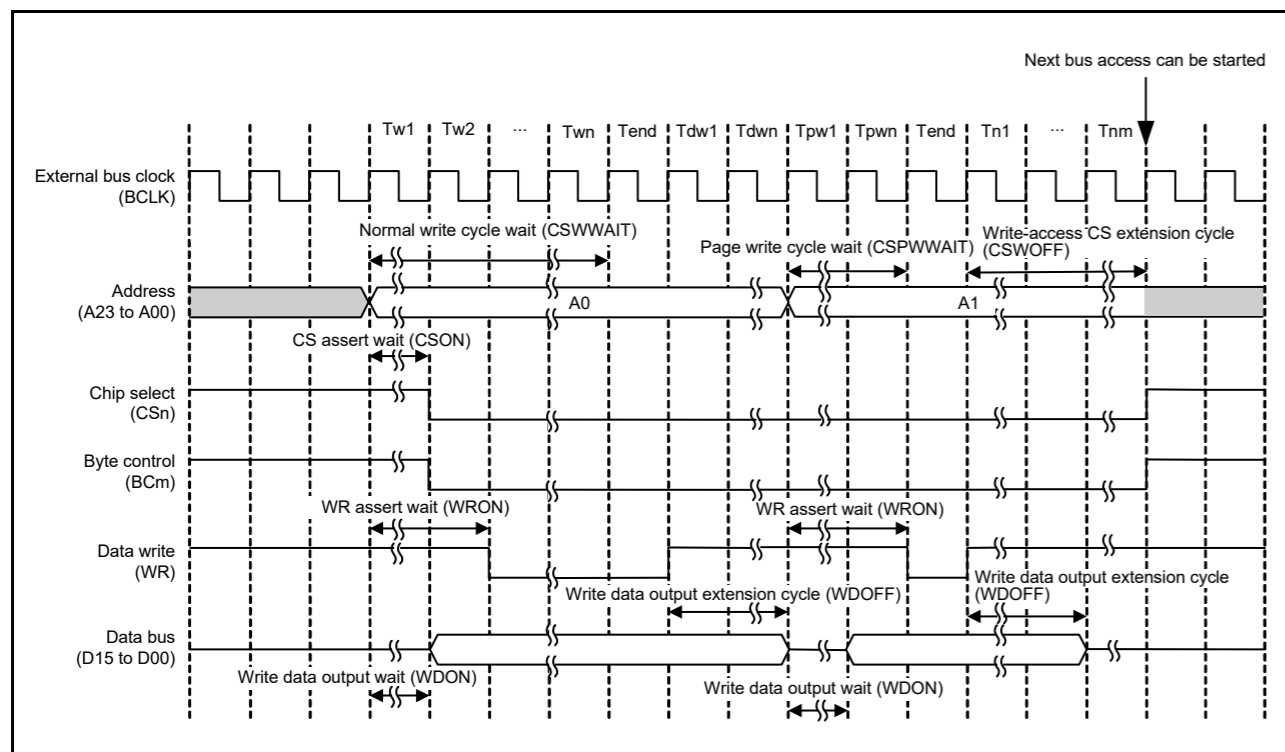 Next bus access can be started
Tw1 Tw2 ... Twn Tend Tdw1 Tdwn Tpw1 Tpwn Tend Tn1 ... Tnm
External bus clock
(BCLK)
Normal write cycle wait (CSWWAIT)
Page write cycle wait (CSPWWAIT)
Write-access CS extension cycle
(CSWOFF)
Address
(A23 to A00)
A0
A1
CS assert wait (CSON)
Chip select
(CSn)
Byte control
(BCm)
WR assert wait (WRON)
WR assert wait (WRON)
Data write
(WR)
Write data output extension cycle (WDOFF)
Write data output extension cycle
(WDOFF)
Data bus
(D15 to D00)
Write data output wait (WDON)
Write data output wait (WDON)